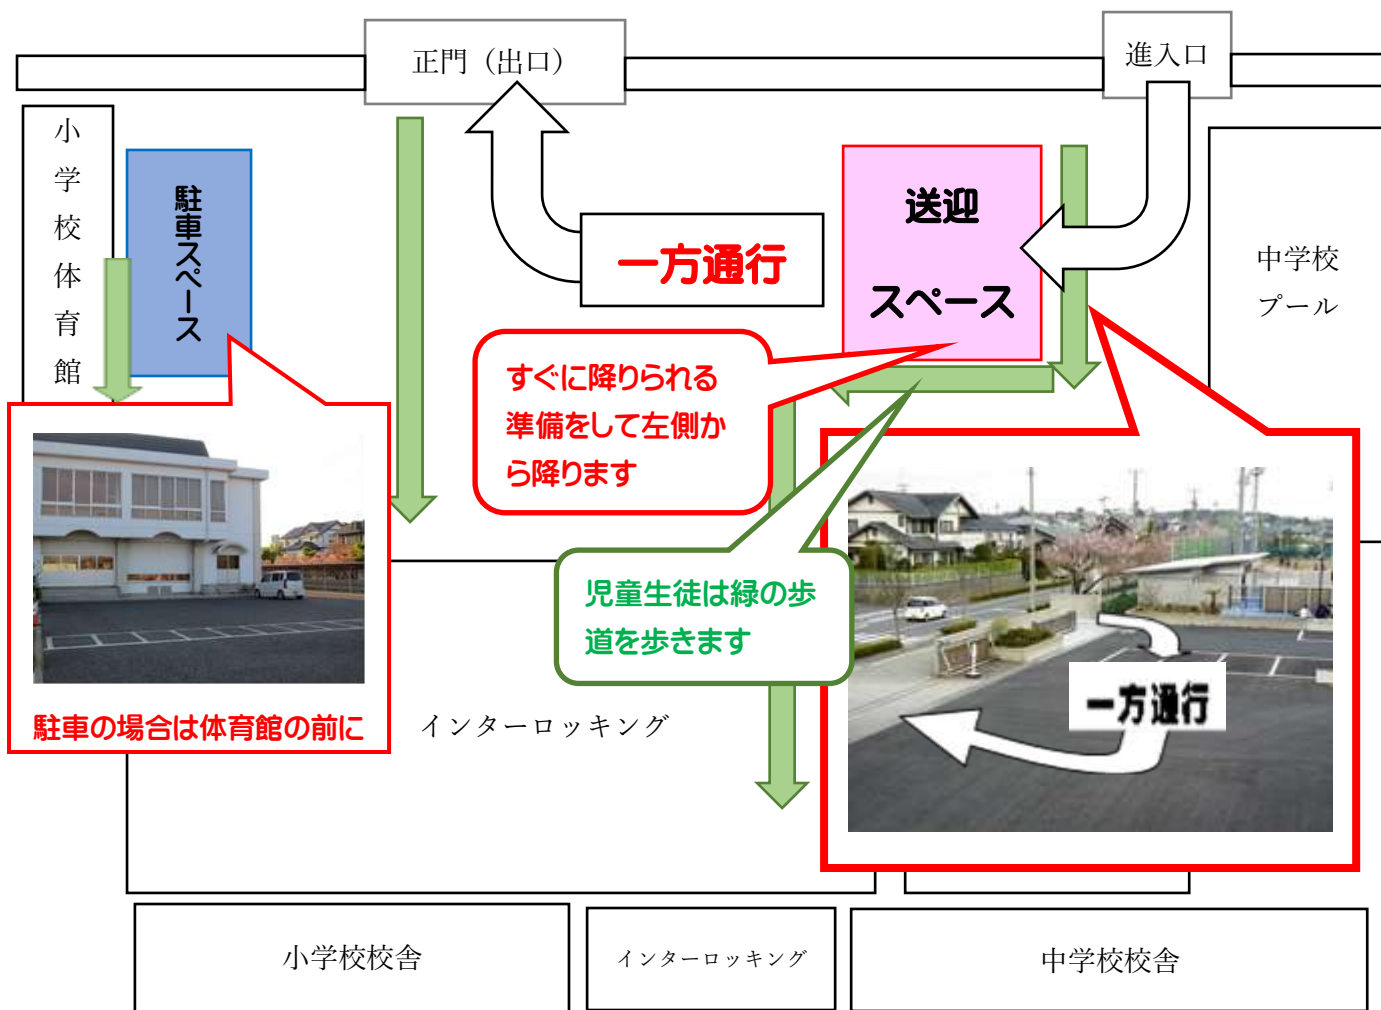 正門（出口）
進入口
小学校体育館
駐車スペース
一方通行
送迎
スペース
中学校
プール
すぐに降りられる
準備をして左側か
ら降ります
児童生徒は緑の歩
道を歩きます
一方通行
駐車の場合は体育館の前に
インターロッキング
小学校校舎
インターロッキング
中学校校舎